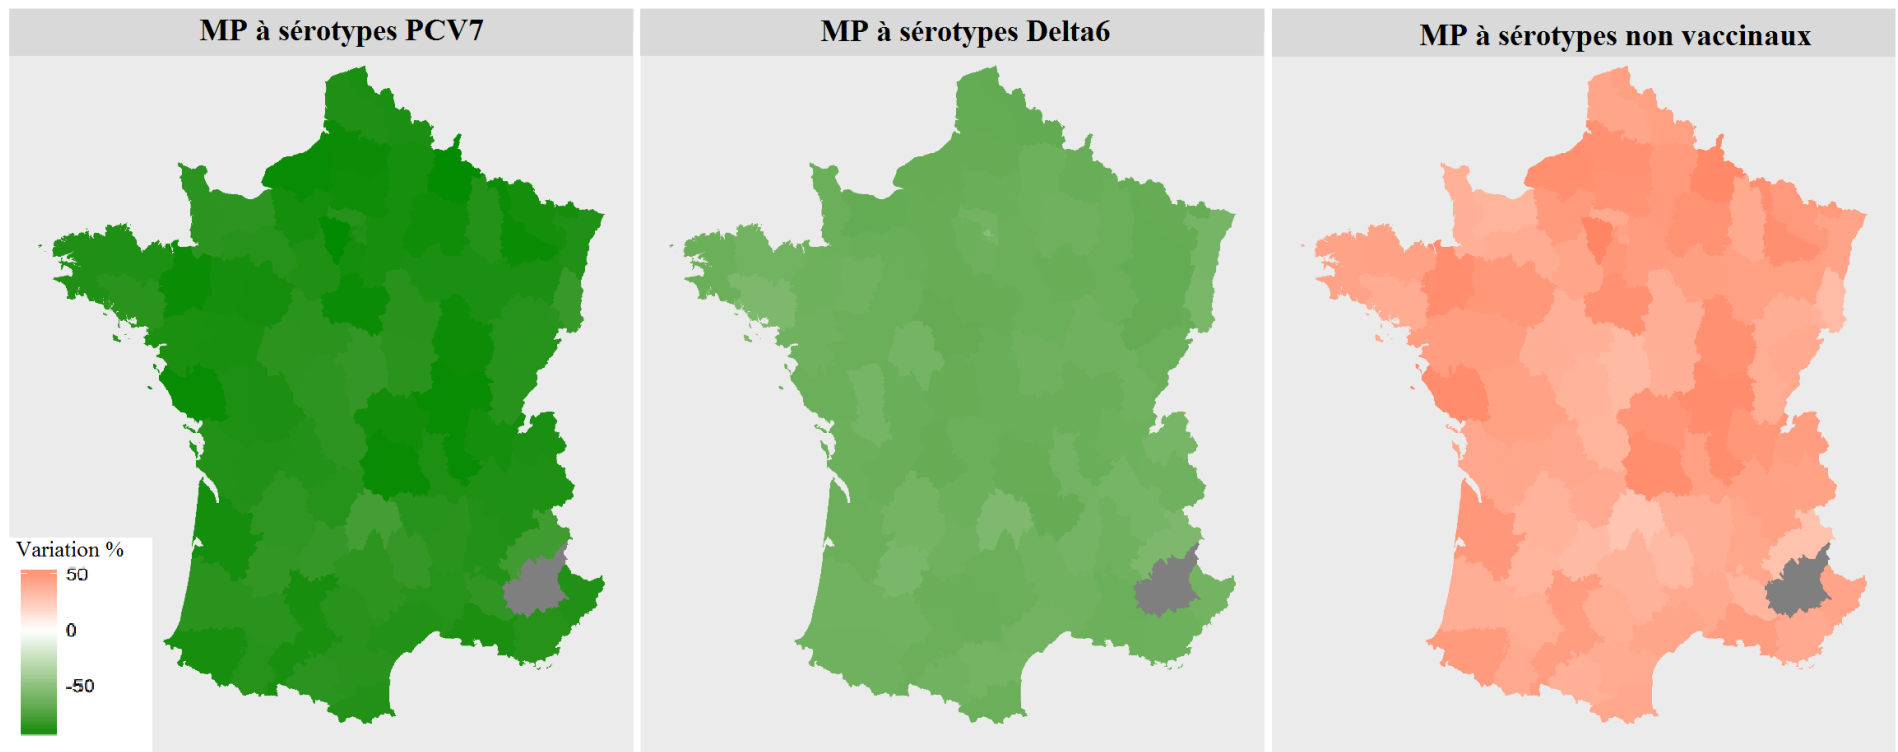 MP à sérotypes PCV7
MP à sérotypes Delta6
MP à sérotypes non vaccinaux
Variation %
50
0
-50